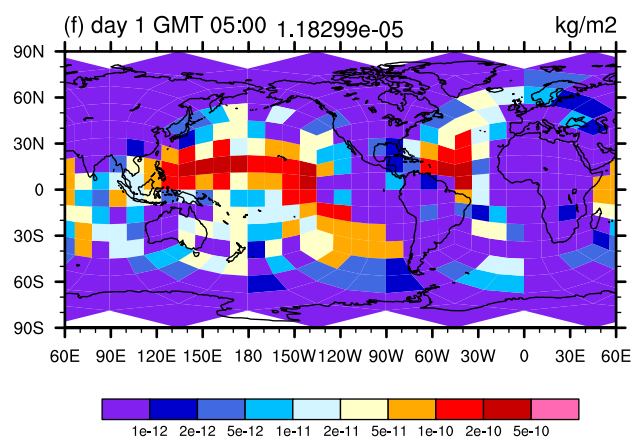 (f) day 1 GMT 05:00 1.18299e-05 kg/m2
90N
60N
30N
0
30S
60S
90S
60E 90E 120E 150E 180 150W 120W 90W 60W 30W 0 30E 60E
1e-12 2e-12 5e-12 1e-11 2e-11 5e-11 1e-10 2e-10 5e-10